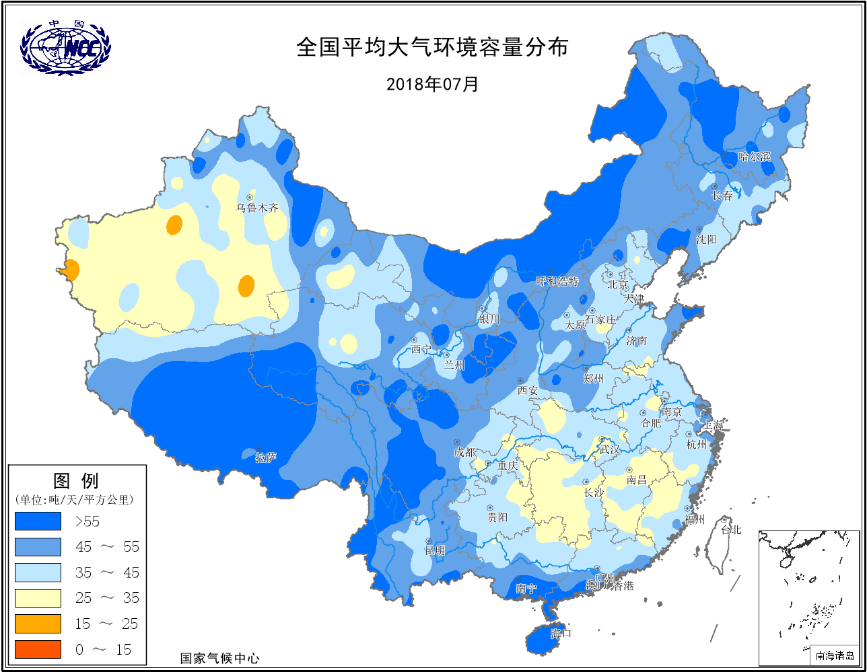 中国
NCC
全国平均大气环境容量分布
2018年07月
哈尔滨
长春
乌鲁木齐
沈阳
呼和浩特
北京
天津
银川
太原
石家庄
济南
西宁
兰州
郑州
西安
南京
合肥
上海
杭州
拉萨
成都
重庆
武汉
南昌
长沙
贵阳
福州
台北
昆明
南宁
广州
澳门
香港
海口
图 例
(单位:吨/天/平方公里)
>55
45 ～ 55
35 ～ 45
25 ～ 35
15 ～ 25
0 ～ 15
南海诸岛
国家气候中心